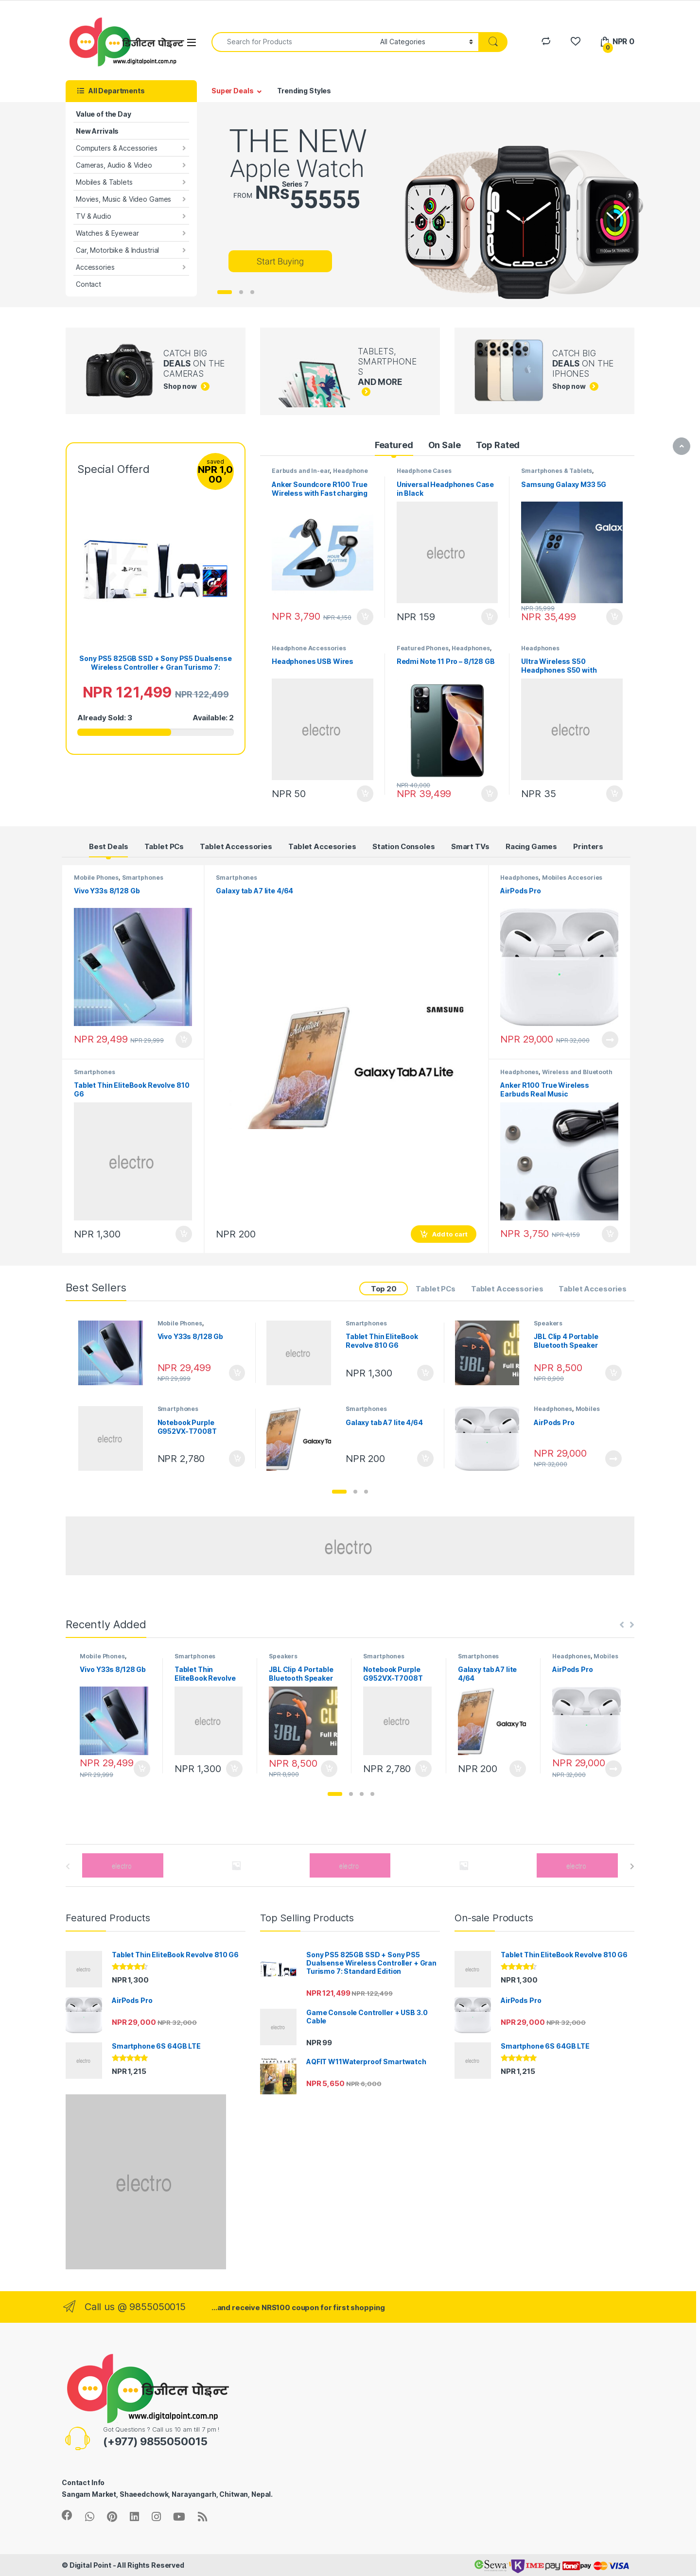 डिजीटल पोइन्ट
www.digitalpoint.com.np
Search for Products
All Categories
NPR 0
0
All Departments
Super Deals
Trending Styles
Value of the Day
New Arrivals
Computers & Accessories
Cameras, Audio & Video
Mobiles & Tablets
Movies, Music & Video Games
TV & Audio
Watches & Eyewear
Car, Motorbike & Industrial
Accessories
Contact
THE NEW
Apple Watch
Series 7
FROM NRs 55555
Start Buying
CATCH BIG
DEALS ON THE
CAMERAS
Shop now
TABLETS,
SMARTPHONE
S
AND MORE
CATCH BIG
DEALS ON THE
IPHONES
Shop now
Special Offerd
saved
NPR 1,0
00
Sony PS5 825GB SSD + Sony PS5 Dualsense
Wireless Controller + Gran Turismo 7:
NPR 121,499 NPR 122,499
Already Sold: 3
Available: 2
Featured
On Sale
Top Rated
Earbuds and In-ear, Headphone
Anker Soundcore R100 True
Wireless with Fast charging
25
NPR 3,790 NPR 4,150
Headphone Cases
Universal Headphones Case
in Black
electro
NPR 159
Smartphones & Tablets,
Samsung Galaxy M33 5G
Galax
NPR 35,999
NPR 35,499
Headphone Accessories
Headphones USB Wires
electro
NPR 50
Featured Phones, Headphones,
Redmi Note 11 Pro – 8/128 GB
NPR 40,000
NPR 39,499
Headphones
Ultra Wireless S50
Headphones S50 with
electro
NPR 35
Best Deals
Tablet PCs
Tablet Accessories
Tablet Accesories
Station Consoles
Smart TVs
Racing Games
Printers
Mobile Phones, Smartphones
Vivo Y33s 8/128 Gb
NPR 29,499 NPR 29,999
Smartphones
Tablet Thin EliteBook Revolve 810
G6
electro
NPR 1,300
Smartphones
Galaxy tab A7 lite 4/64
SAMSUNG
Galaxy Tab A7 Lite
NPR 200
Add to cart
Headphones, Mobiles Accesories
AirPods Pro
NPR 29,000 NPR 32,000
Headphones, Wireless and Bluetooth
Anker R100 True Wireless
Earbuds Real Music
NPR 3,750 NPR 4,159
Best Sellers
Top 20
Tablet PCs
Tablet Accessories
Tablet Accesories
Mobile Phones,
Vivo Y33s 8/128 Gb
NPR 29,499
NPR 29,999
Smartphones
Tablet Thin EliteBook
Revolve 810 G6
electro
NPR 1,300
Speakers
JBL Clip 4 Portable
Bluetooth Speaker
NPR 8,500
NPR 8,900
Smartphones
Notebook Purple
G952VX-T7008T
electro
NPR 2,780
Smartphones
Galaxy tab A7 lite 4/64
Galaxy Ta
NPR 200
Headphones, Mobiles
AirPods Pro
NPR 29,000
NPR 32,000
electro
Recently Added
Mobile Phones,
Vivo Y33s 8/128 Gb
NPR 29,499
NPR 29,999
Smartphones
Tablet Thin
EliteBook Revolve
electro
NPR 1,300
Speakers
JBL Clip 4 Portable
Bluetooth Speaker
JBL
NPR 8,500
NPR 8,900
Smartphones
Notebook Purple
G952VX-T7008T
electro
NPR 2,780
Smartphones
Galaxy tab A7 lite
4/64
Galaxy Ta
NPR 200
Headphones, Mobiles
AirPods Pro
NPR 29,000
NPR 32,000
electro
electro
electro
Featured Products
Tablet Thin EliteBook Revolve 810 G6
electro
NPR 1,300
AirPods Pro
NPR 29,000 NPR 32,000
Smartphone 6S 64GB LTE
electro
NPR 1,215
electro
Top Selling Products
Sony PS5 825GB SSD + Sony PS5
Dualsense Wireless Controller + Gran
Turismo 7: Standard Edition
NPR 121,499 NPR 122,499
Game Console Controller + USB 3.0
Cable
electro
NPR 99
AQFIT W11Waterproof Smartwatch
NPR 5,650 NPR 6,000
On-sale Products
Tablet Thin EliteBook Revolve 810 G6
electro
NPR 1,300
AirPods Pro
NPR 29,000 NPR 32,000
Smartphone 6S 64GB LTE
electro
NPR 1,215
Call us @ 9855050015
...and receive NRS100 coupon for first shopping
डिजीटल पोइन्ट
www.digitalpoint.com.np
Got Questions ? Call us 10 am till 7 pm !
(+977) 9855050015
Contact Info
Sangam Market, Shaeedchowk, Narayangarh, Chitwan, Nepal.
© Digital Point - All Rights Reserved
eSewa
IME pay
fonepay
VISA